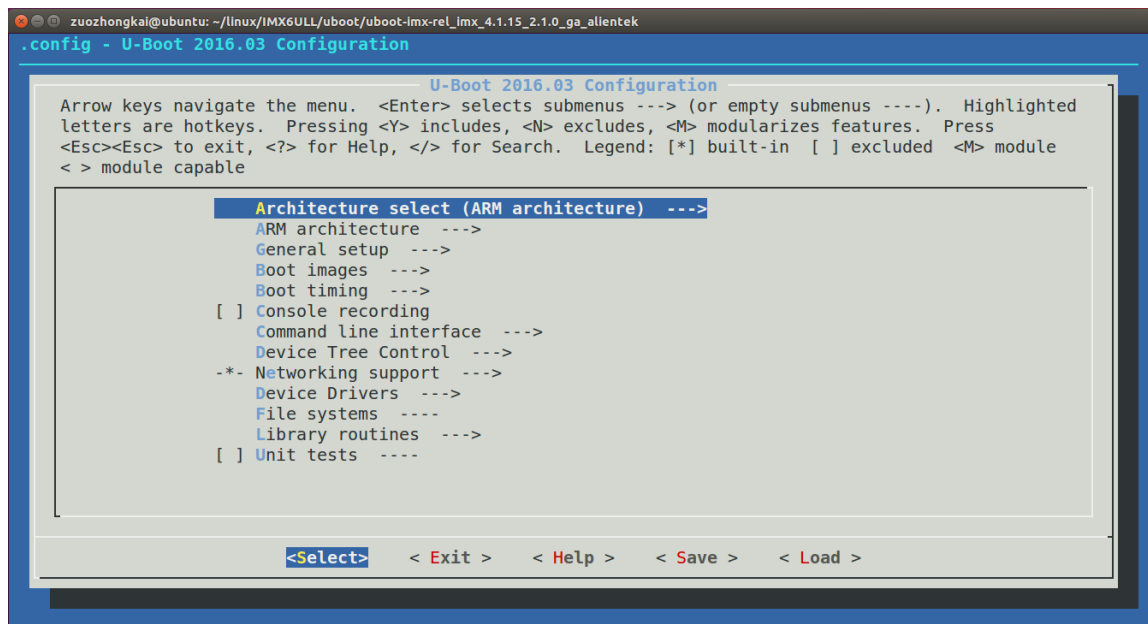 zuozhongkai@ubuntu: ~/linux/IMX6ULL/uboot/uboot-imx-rel_imx_4.1.15_2.1.0_ga_alientek
.config - U-Boot 2016.03 Configuration
U-Boot 2016.03 Configuration
Arrow keys navigate the menu.  <Enter> selects submenus ---> (or empty submenus ----).  Highlighted
letters are hotkeys.  Pressing <Y> includes, <N> excludes, <M> modularizes features.  Press
<Esc><Esc> to exit, <?> for Help, </> for Search.  Legend: [*] built-in  [ ] excluded  <M> module
< > module capable
Architecture select (ARM architecture)  --->
ARM architecture  --->
General setup  --->
Boot images  --->
Boot timing  --->
[ ] Console recording
Command line interface  --->
Device Tree Control  --->
-*- Networking support  --->
Device Drivers  --->
File systems  ----
Library routines  --->
[ ] Unit tests  ----
<Select>    < Exit >    < Help >    < Save >    < Load >